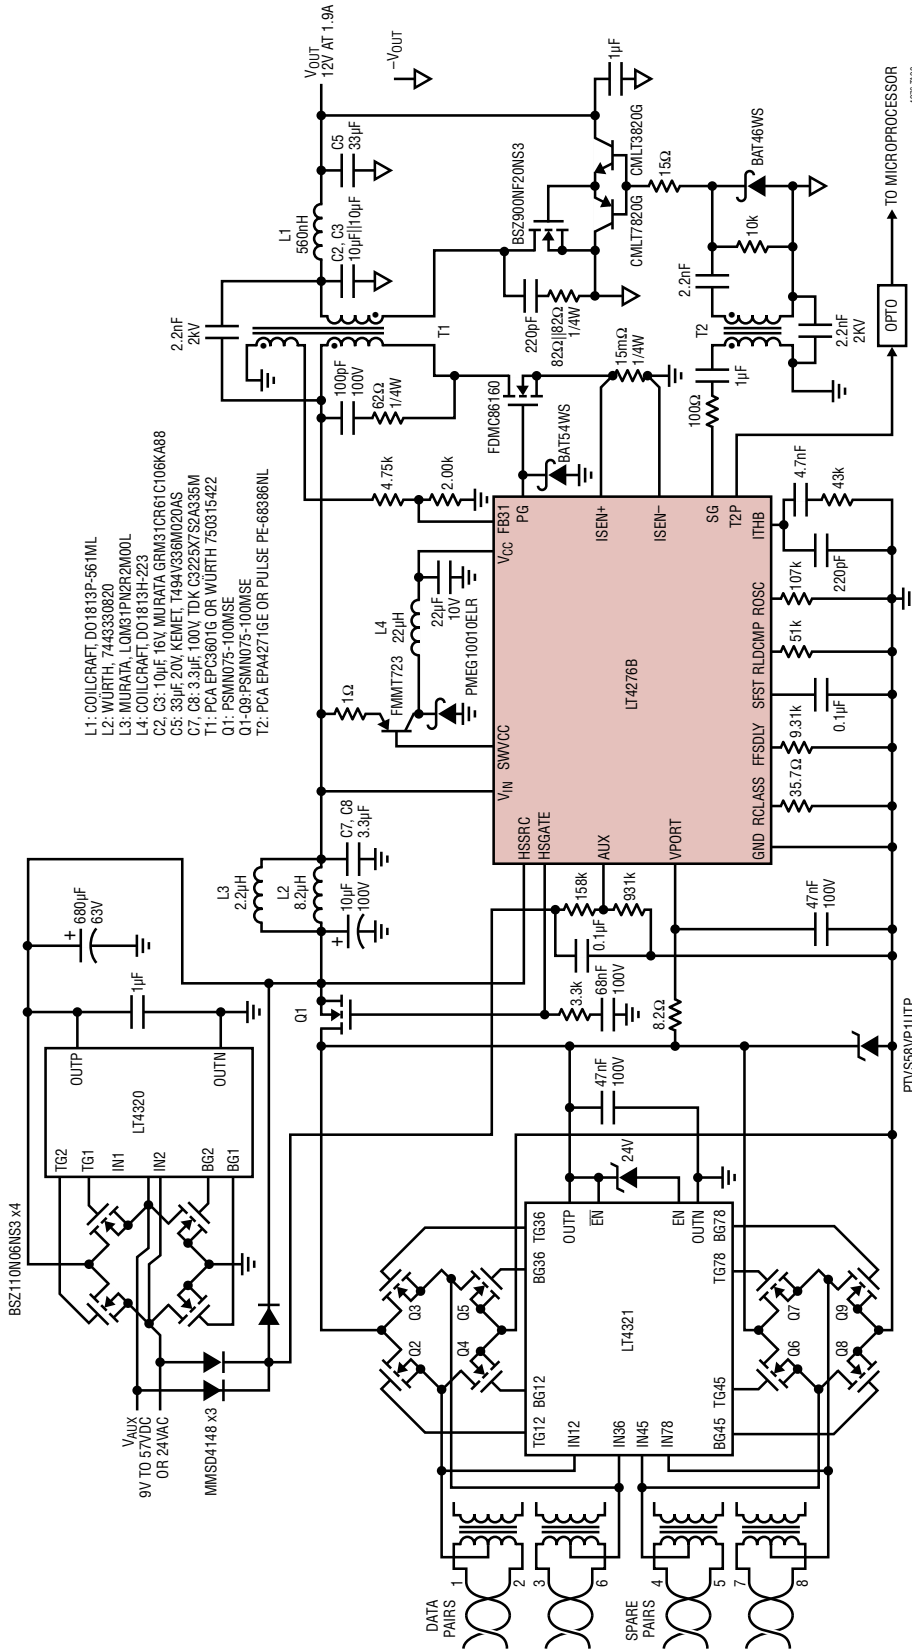 L1: COILCRAFT, DO1813P-561ML
L2: WÜRTH, 7443330820
L3: MURATA, LQM31PN2R2M00L
L4: COILCRAFT, DO1813H-223
C2, C3: 10µF, 16V, MURATA GRM31CR61C106KA88
C5: 33µF, 20V, KEMET, T494V336M020AS
C7, C8: 3.3µF, 100V, TDK C3225X7S2A335M
T1: PCA EPC3601G OR WÜRTH 750315422
Q1: PSMN075-100MSE
Q1-Q9:PSMN075-100MSE
T2: PCA EPA4271GE OR PULSE PE-68386NL
BSZ110N06NS3 x4
VAUX
9V TO 57VDC
OR 24VAC
MMSD4148 x3
TG2
TG1
IN1
IN2
BG2
BG1
LT4320
OUTP
OUTN
1µF
+
680µF
63V
Q1
L3
2.2µH
L2
8.2µH
+
10µF
100V
C7, C8
3.3µF
1Ω
FMMT723
L4
22µH
22µF
10V
PMEG10010ELR
4.75k
2.00k
100pF
100V
62Ω
1/4W
2.2nF
2kV
T1
L1
560nH
C2, C3
10µF||10µF
C5
33µF
VOUT
12V AT 1.9A
–VOUT
1µF
BSZ900NF20NS3
CMLT3820G
CMLT7820G
220pF
82Ω||82Ω
1/4W
15Ω
FDMC86160
BAT54WS
15mΩ
1/4W
100Ω
1µF
T2
2.2nF
10k
BAT46WS
2.2nF
2KV
OPTO
TO MICROPROCESSOR
HSSRC
HSGATE
AUX
VPORT
VIN
SWVCC
VCC
FB31
PG
ISEN+
ISEN–
SG
T2P
LT4276B
GND
RCLASS
FFSDLY
SFST
RLDCMP
ROSC
ITHB
35.7Ω
9.31k
0.1µF
51k
107k
220pF
4.7nF
43k
158k
931k
0.1µF
3.3k
68nF
100V
8.2Ω
47nF
100V
PTVS58VP1UTP
47nF
100V
24V
Q2
Q3
Q4
Q5
TG12
BG12
BG36
TG36
IN12
IN36
IN45
IN78
LT4321
OUTP
EN
EN
OUTN
BG45
TG45
TG78
BG78
Q6
Q7
Q8
Q9
DATA
PAIRS
1
2
3
6
SPARE
PAIRS
4
5
7
8